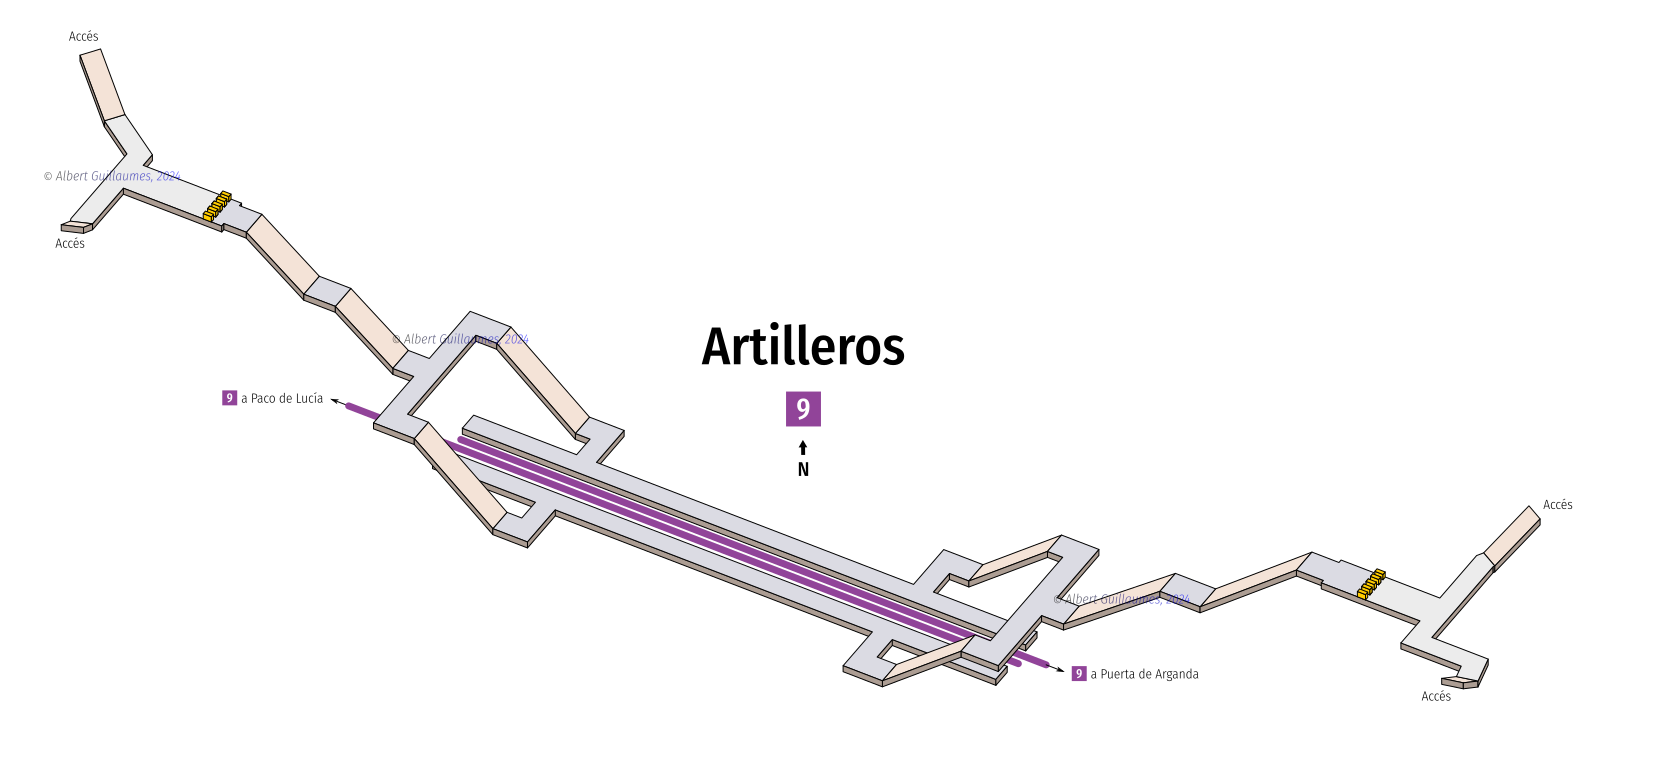 Accés
© Albert Guillaumes, 2024
Accés
© Albert Guillaumes, 2024
Artilleros
9
N
9 a Paco de Lucía
Accés
© Albert Guillaumes, 2024
9 a Puerta de Arganda
Accés